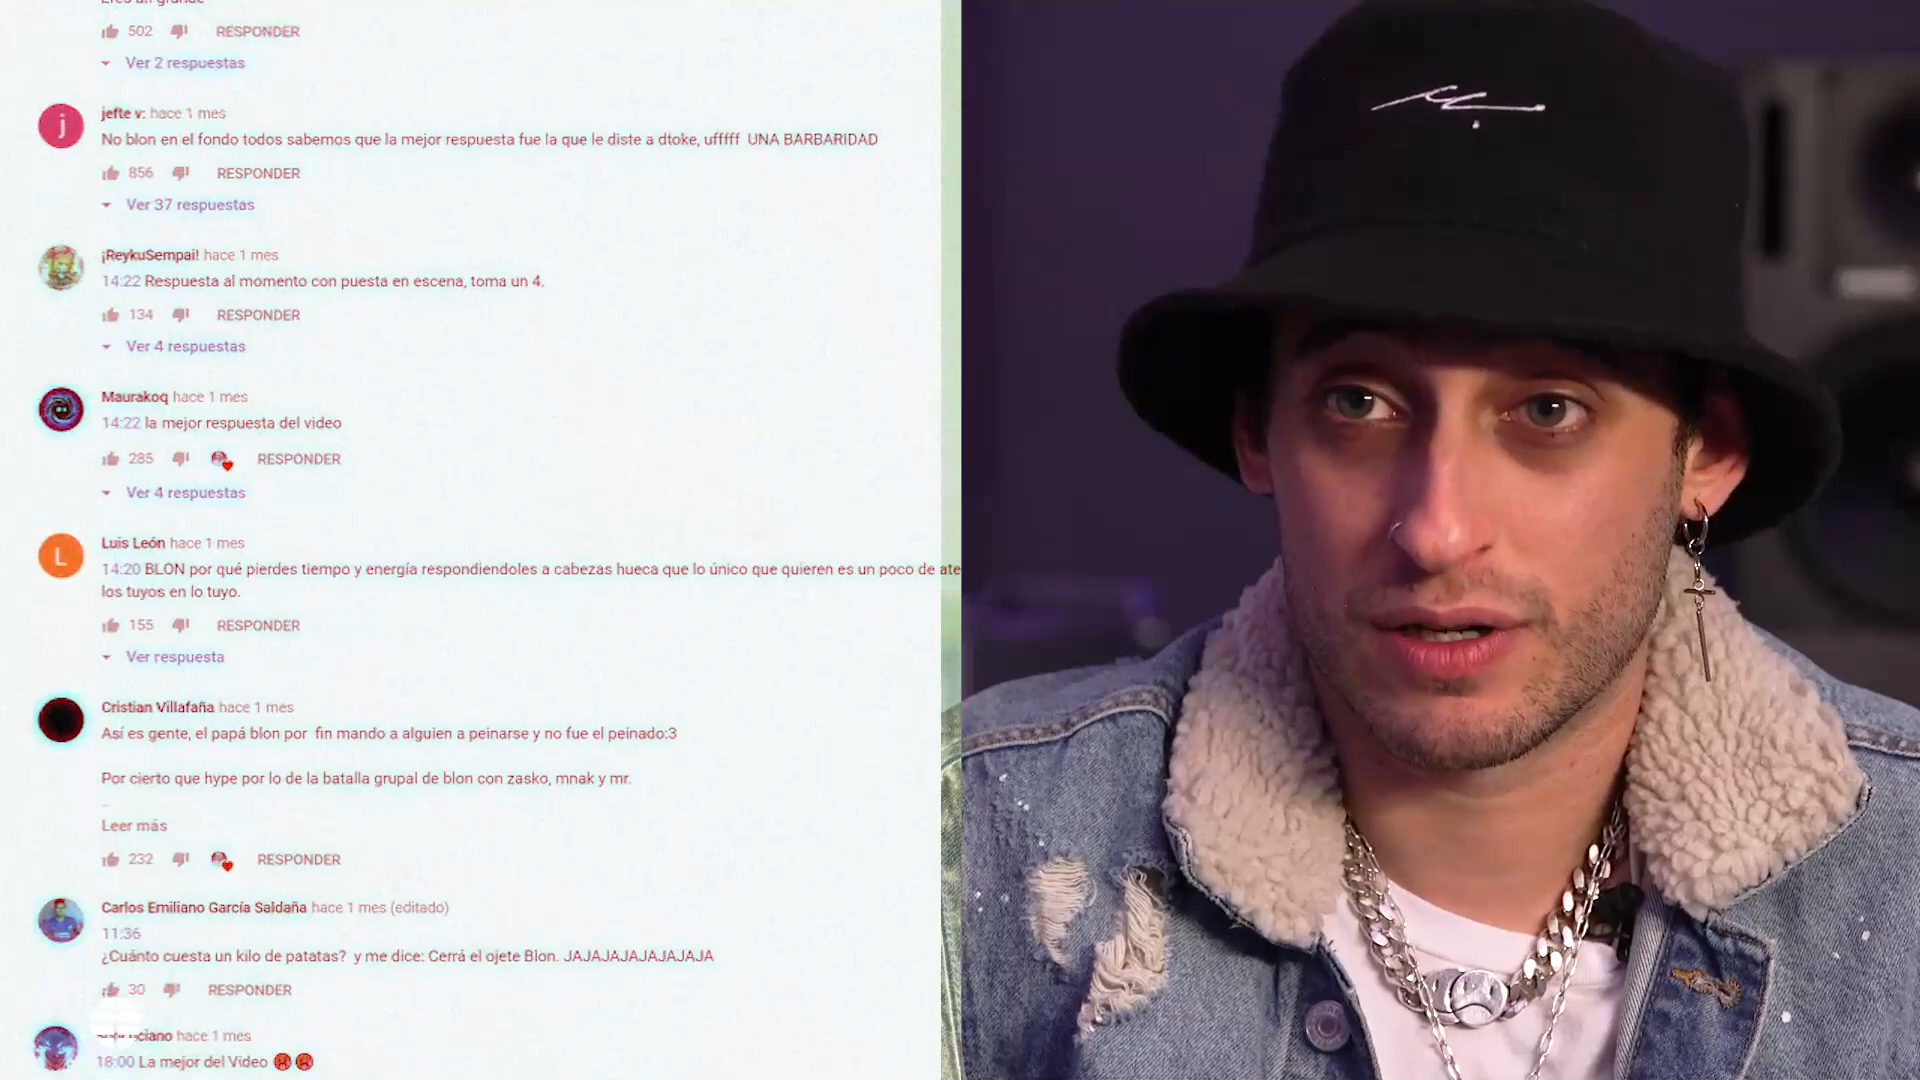 502 RESPONDER
Ver 2 respuestas
jefte v: hace 1 mes
No blon en el fondo todos sabemos que la mejor respuesta fue la que le diste a dtoke, ufffff UNA BARBARIDAD
856 RESPONDER
Ver 37 respuestas
¡ReykuSempai! hace 1 mes
14:22 Respuesta al momento con puesta en escena, toma un 4.
134 RESPONDER
Ver 4 respuestas
Maurakoq hace 1 mes
14:22 la mejor respuesta del video
285 RESPONDER
Ver 4 respuestas
L
Luis León hace 1 mes
14:20 BLON por qué pierdes tiempo y energía respondiendoles a cabezas hueca que lo único que quieren es un poco de ate
los tuyos en lo tuyo.
155 RESPONDER
Ver respuesta
Cristian Villafaña hace 1 mes
Así es gente, el papá blon por fin mando a alguien a peinarse y no fue el peinado:3
Por cierto que hype por lo de la batalla grupal de blon con zasko, mnak y mr.
..
Leer más
232 RESPONDER
Carlos Emiliano García Saldaña hace 1 mes (editado)
11:36
¿Cuánto cuesta un kilo de patatas? y me dice: Cerrá el ojete Blon. JAJAJAJAJAJAJAJA
30 RESPONDER
ciano hace 1 mes
18:00 La mejor del Video